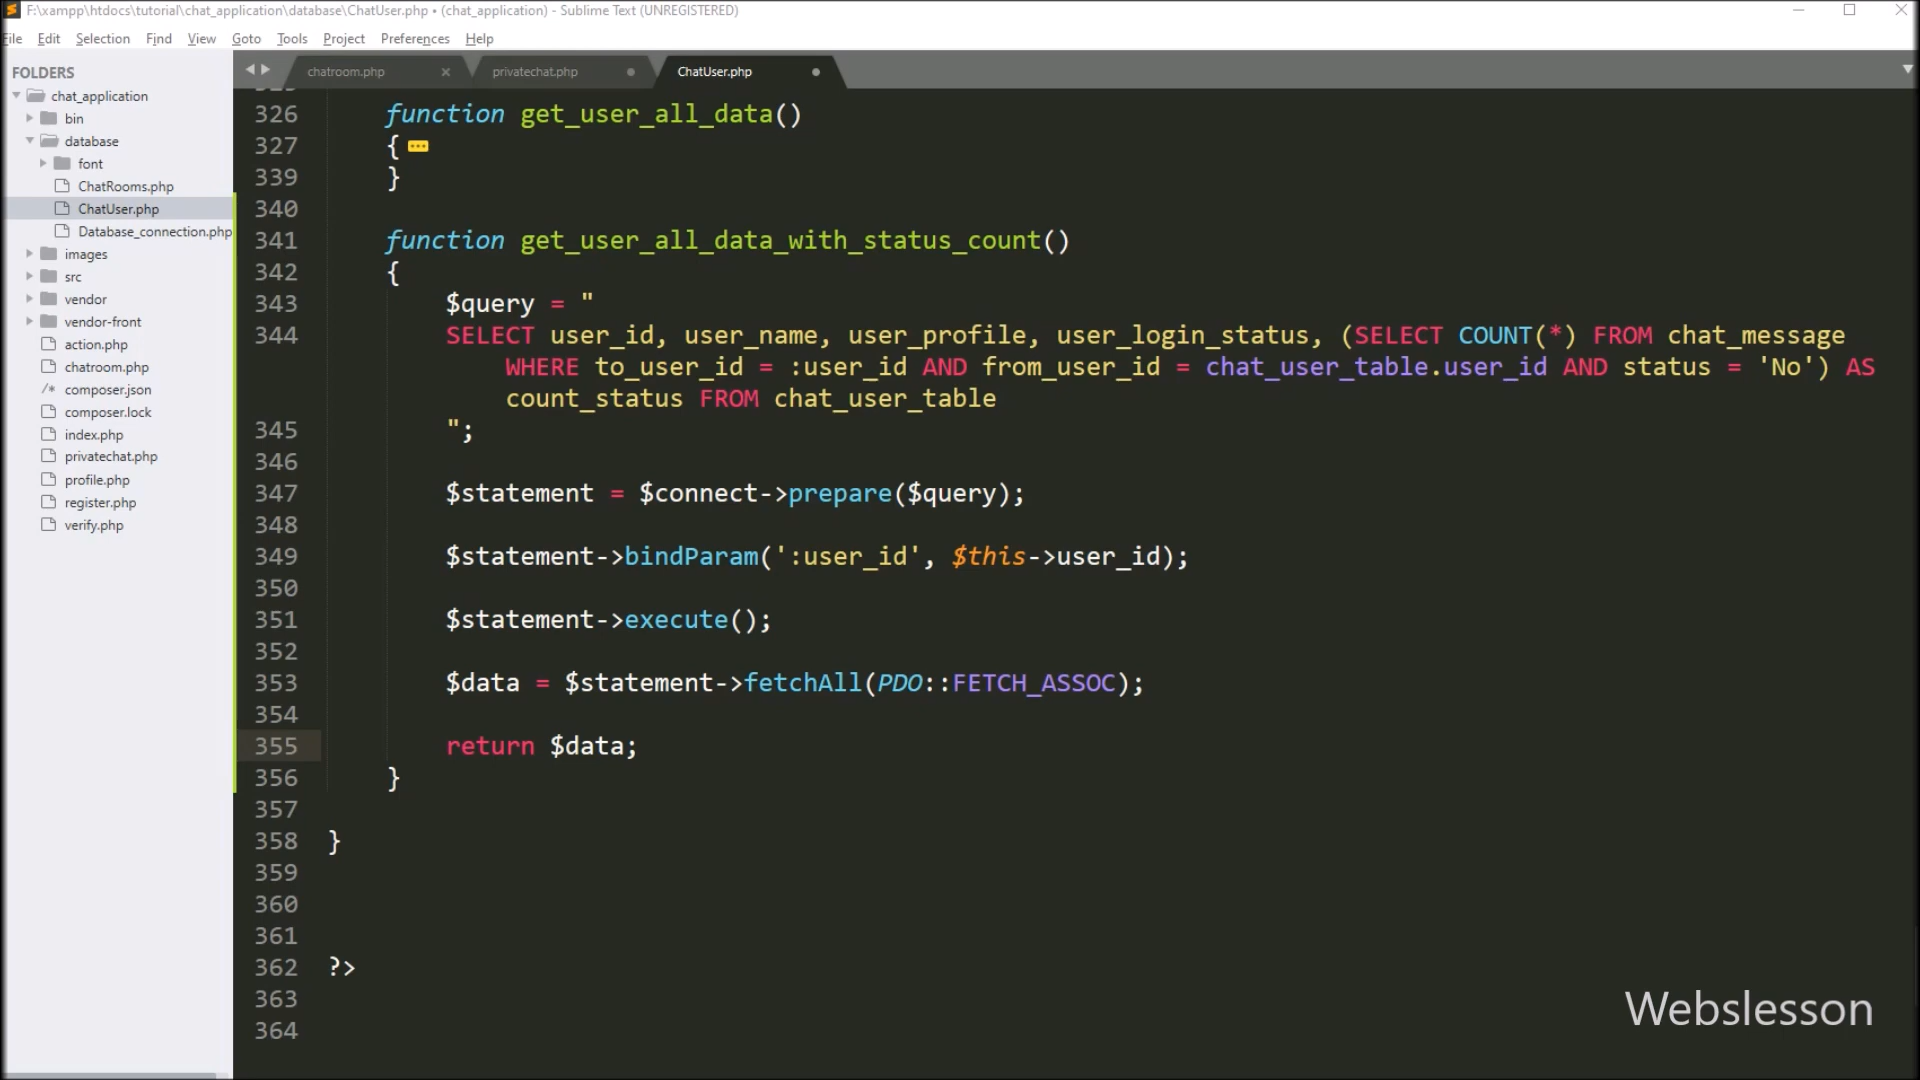 F:\xampp\htdocs\tutorial\chat_application\database\ChatUser.php • (chat_application) - Sublime Text (UNREGISTERED)
File Edit Selection Find View Goto Tools Project Preferences Help
FOLDERS
chat_application
bin
database
font
ChatRooms.php
ChatUser.php
Database_connection.php
images
src
vendor
vendor-front
action.php
chatroom.php
/* composer.json
composer.lock
index.php
privatechat.php
profile.php
register.php
verify.php
chatroom.php privatechat.php ChatUser.php
326 function get_user_all_data()
327 {
339 }
340
341 function get_user_all_data_with_status_count()
342 {
343 $query = "
344 SELECT user_id, user_name, user_profile, user_login_status, (SELECT COUNT(*) FROM chat_message
WHERE to_user_id = :user_id AND from_user_id = chat_user_table.user_id AND status = 'No') AS
count_status FROM chat_user_table
345 ";
346
347 $statement = $connect->prepare($query);
348
349 $statement->bindParam(':user_id', $this->user_id);
350
351 $statement->execute();
352
353 $data = $statement->fetchAll(PDO::FETCH_ASSOC);
354
355 return $data;
356 }
357
358 }
359
360
361
362 ?>
363
364
Webslesson